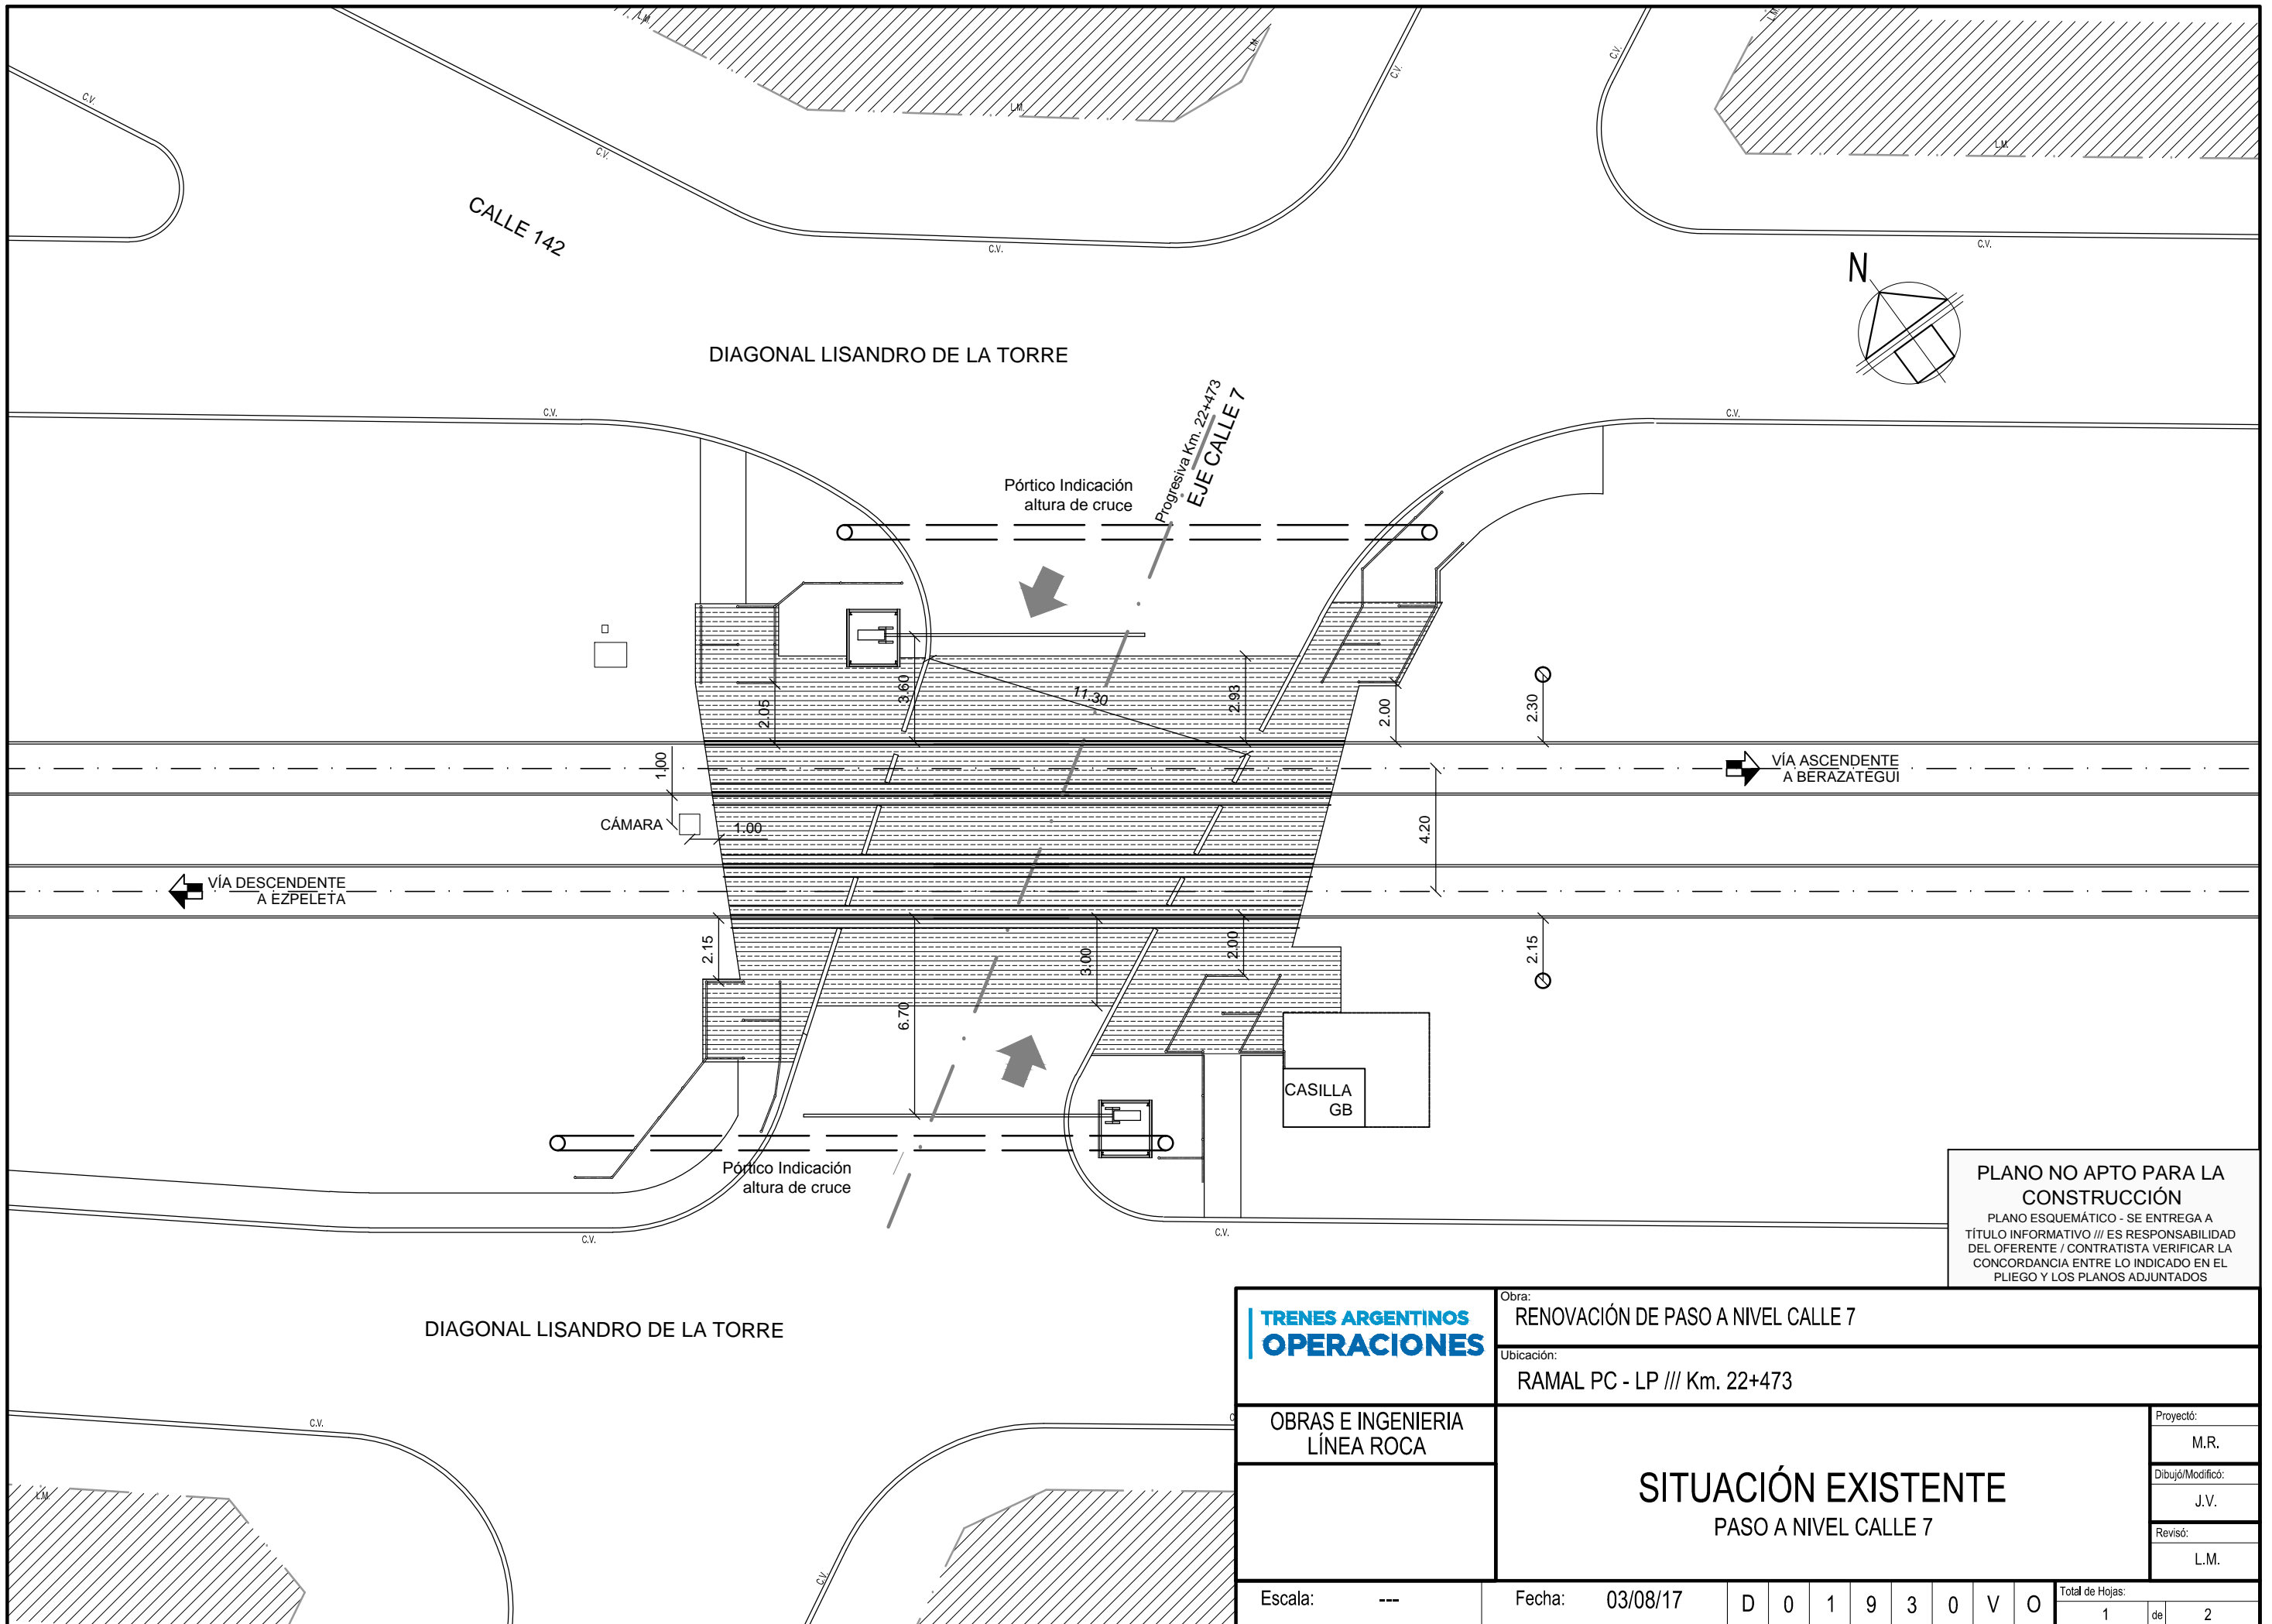 L.M.
L.M.
L.M.
L.M.
L.M.
C.V.
C.V.
C.V.
C.V.
C.V.
C.V.
CALLE 142
N
DIAGONAL LISANDRO DE LA TORRE
C.V.
C.V.
Progresiva Km. 22+473
EJE CALLE 7
Pórtico Indicación
altura de cruce
3.60
11.30
2.93
2.05
2.00
2.30
1.00
VÍA ASCENDENTE
A BERAZATEGUI
CÁMARA
1.00
4.20
VÍA DESCENDENTE
A EZPELETA
2.15
2.00
3.00
2.15
6.70
CASILLA
GB
Pórtico Indicación
altura de cruce
C.V.
C.V.
PLANO NO APTO PARA LA
CONSTRUCCIÓN
PLANO ESQUEMÁTICO - SE ENTREGA A
TÍTULO INFORMATIVO /// ES RESPONSABILIDAD
DEL OFERENTE / CONTRATISTA VERIFICAR LA
CONCORDANCIA ENTRE LO INDICADO EN EL
PLIEGO Y LOS PLANOS ADJUNTADOS
DIAGONAL LISANDRO DE LA TORRE
C.V.
L.M.
C.V.
TRENES ARGENTINOS
OPERACIONES
Obra:
RENOVACIÓN DE PASO A NIVEL CALLE 7
Ubicación:
RAMAL PC - LP /// Km. 22+473
OBRAS E INGENIERIA
LÍNEA ROCA
SITUACIÓN EXISTENTE
PASO A NIVEL CALLE 7
Proyectó:
M.R.
Dibujó/Modificó:
J.V.
Revisó:
L.M.
Escala: ---
Fecha: 03/08/17
D 0 1 9 3 0 V O
Total de Hojas:
1 de 2